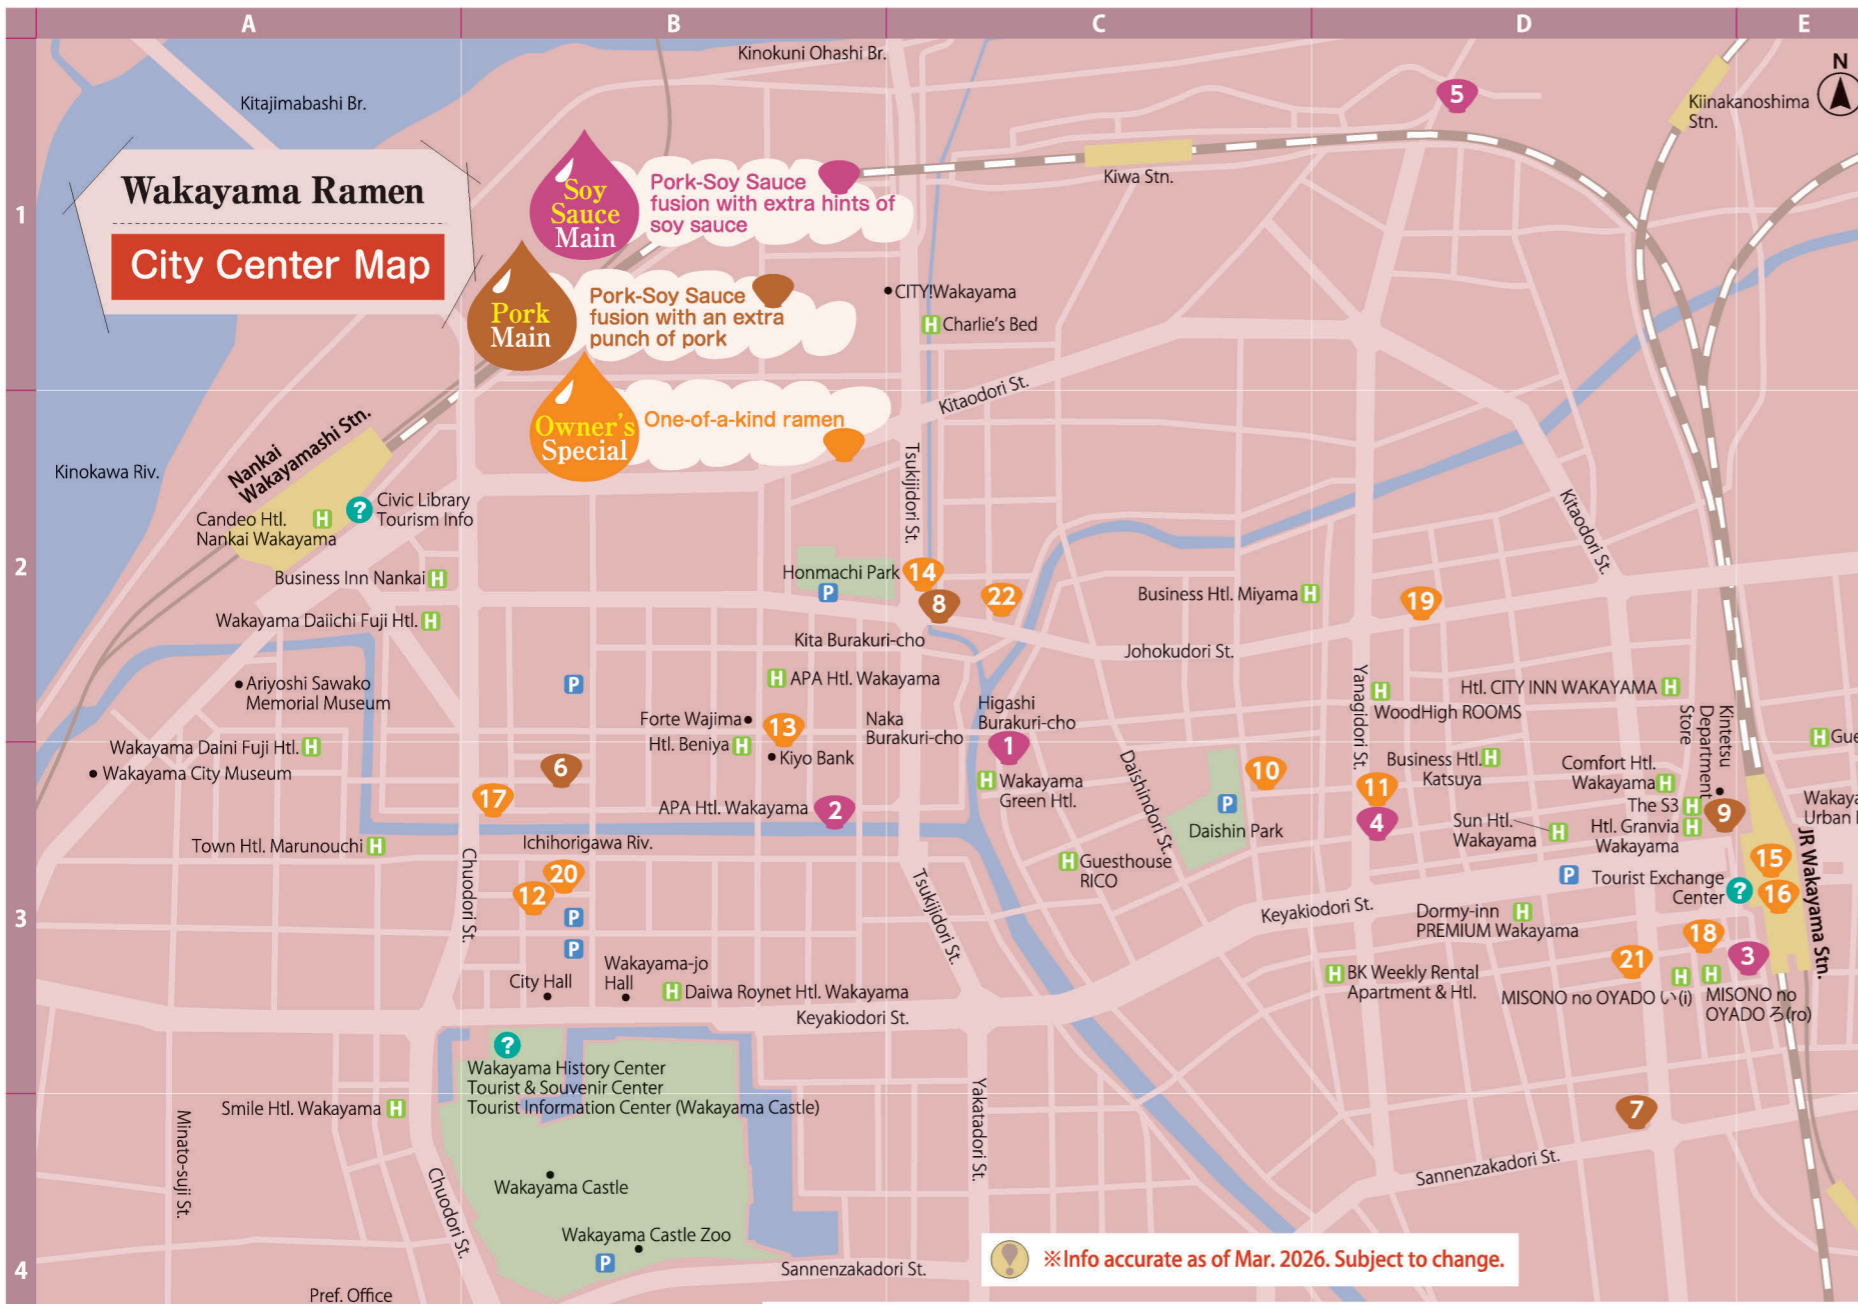 A
B
C
D
E
1
2
3
4
N
Wakayama Ramen
City Center Map
Soy
Sauce
Main
Pork-Soy Sauce
fusion with extra hints of
soy sauce
Pork
Main
Pork-Soy Sauce
fusion with an extra
punch of pork
Owner's
Special
One-of-a-kind ramen
Kitajimabashi Br.
Kinokuni Ohashi Br.
5
Kiinakanoshima
Stn.
Kiwa Stn.
CITY!Wakayama
H Charlie's Bed
Kitaodori St.
Kinokawa Riv.
Nankai
Wakayamashi Stn.
?
Civic Library
Tourism Info
Candeo Htl. H
Nankai Wakayama
Tsukijidori St.
Kitaodori St.
Business Inn Nankai H
Wakayama Daiichi Fuji Htl. H
Honmachi Park
P
14
8
22
Business Htl. Miyama H
19
Kita Burakuri-cho
Johokudori St.
Ariyoshi Sawako
Memorial Museum
P
H APA Htl. Wakayama
Yanagidori St.
H
WoodHigh ROOMS
Htl. CITY INN WAKAYAMA H
Kintetsu
Department
Store
Forte Wajima
13
Naka
Burakuri-cho
Higashi
Burakuri-cho
1
Wakayama Daini Fuji Htl. H
Wakayama City Museum
Htl. Beniya H
Kiyo Bank
6
17
APA Htl. Wakayama
2
H Wakayama
Green Htl.
Daishindori St.
10
P
Daishin Park
11
4
Business Htl. H
Katsuya
Comfort Htl.
Wakayama H
The S3 H
9
H Gue
Sun Htl.
Wakayama
H
Htl. Granvia H
Wakayama
Wakaya
Urban
JR Wakayama Stn.
Town Htl. Marunouchi H
Chuodori St.
Ichihorigawa Riv.
20
12
P
P
Tsukijidori St.
H Guesthouse
RICO
Keyakiodori St.
P
Tourist Exchange
Center
?
15
16
Dormy-inn H
PREMIUM Wakayama
18
21
3
City Hall
Wakayama-jo
Hall
H Daiwa Roynet Htl. Wakayama
Keyakiodori St.
H BK Weekly Rental
Apartment & Htl.
H
H
MISONO no OYADO い(i)
MISONO no
OYADO ろ(ro)
?
Wakayama History Center
Tourist & Souvenir Center
Tourist Information Center (Wakayama Castle)
Smile Htl. Wakayama H
Minato-suji St.
Chuodori St.
Yakatadori St.
7
Sannenzakadori St.
Wakayama Castle
Wakayama Castle Zoo
P
Sannenzakadori St.
Pref. Office
※Info accurate as of Mar. 2026. Subject to change.